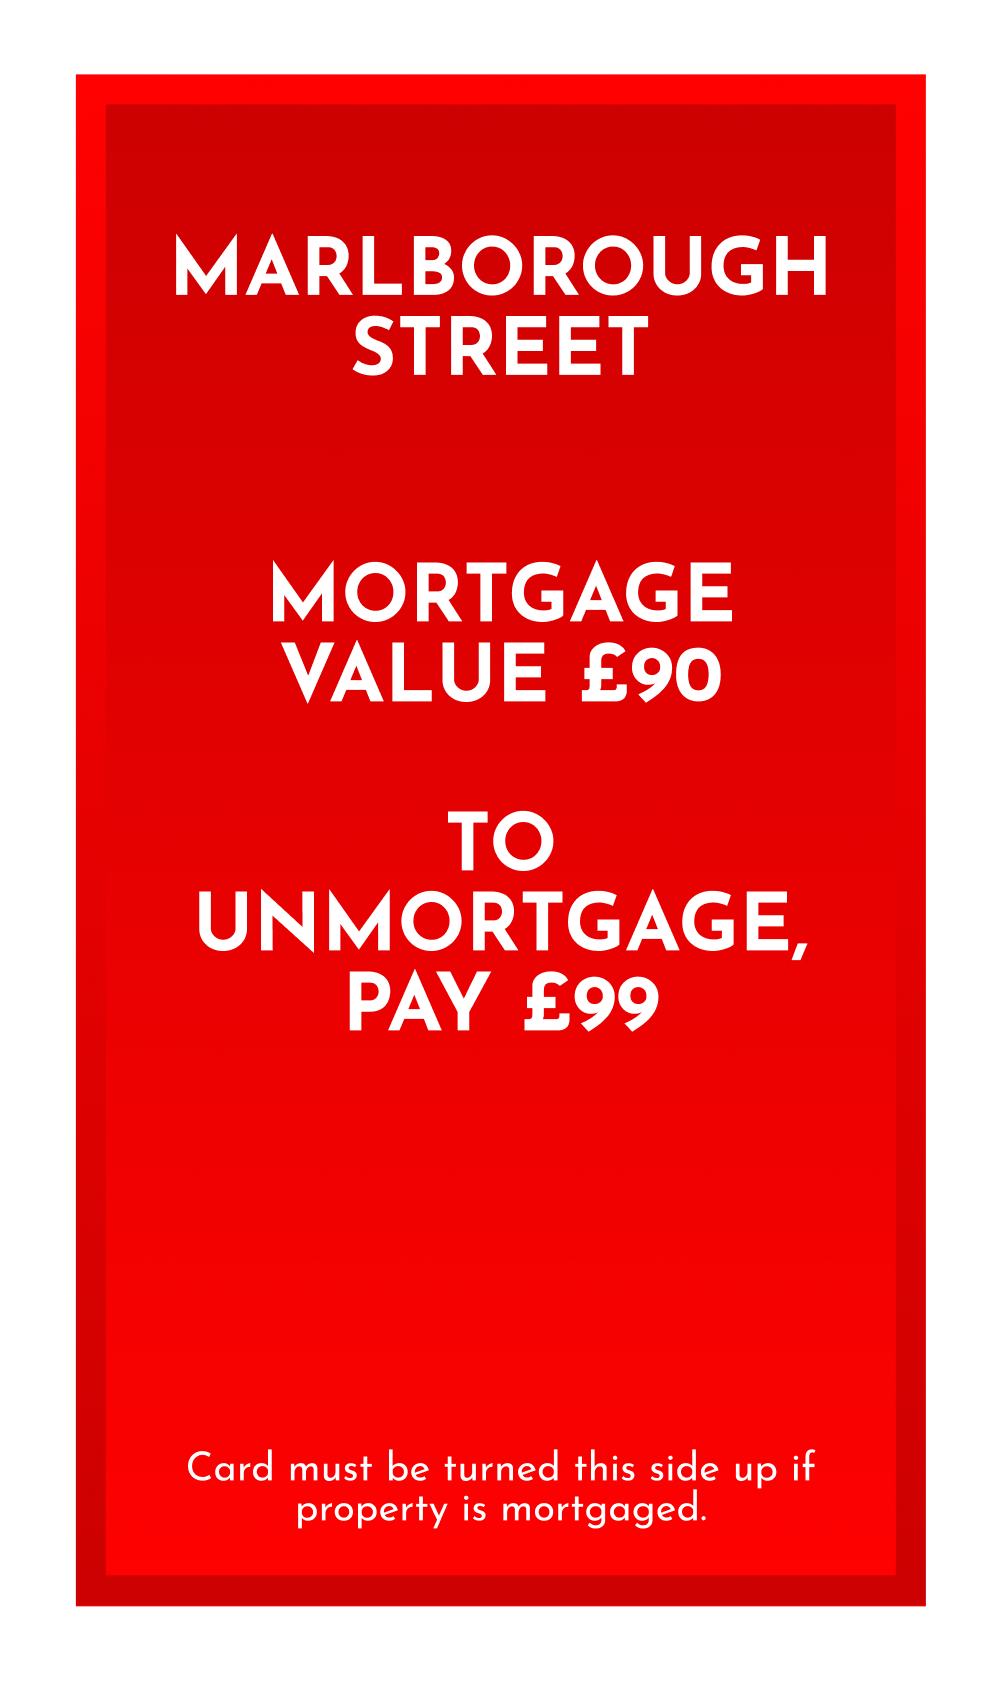 MARLBOROUGH
STREET
MORTGAGE
VALUE £90
TO
UNMORTGAGE,
PAY £99
Card must be turned this side up if
property is mortgaged.